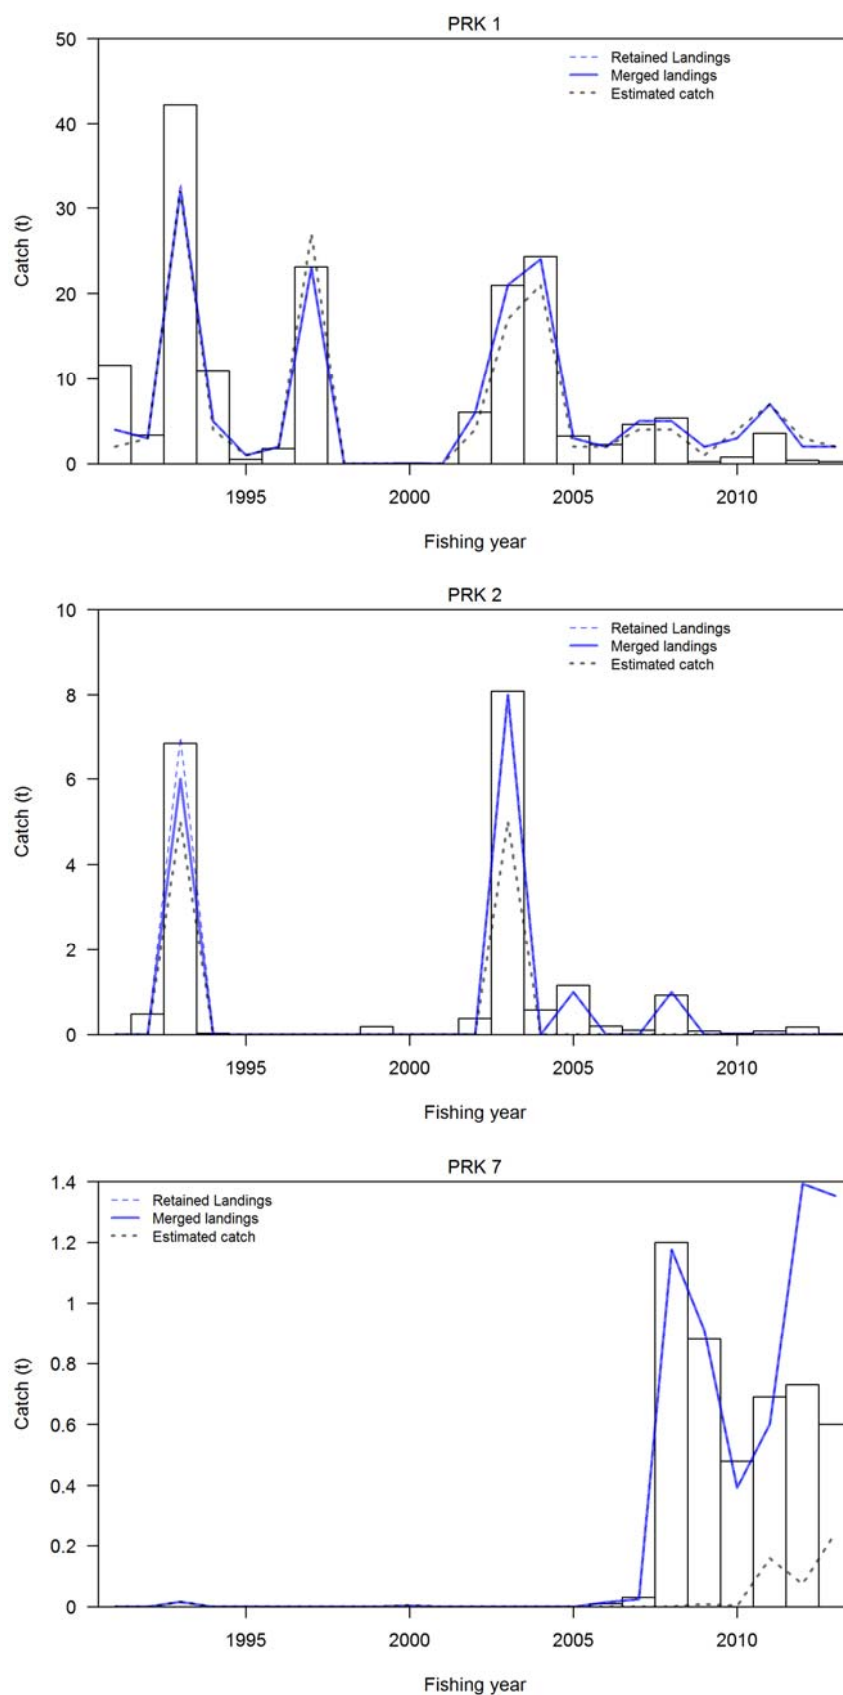 PRK 1
50
40
30
20
10
0
Catch (t)
Retained Landings
Merged landings
Estimated catch
1995 2000 2005 2010
Fishing year
PRK 2
10
8
6
4
2
0
Catch (t)
Retained Landings
Merged landings
Estimated catch
1995 2000 2005 2010
Fishing year
PRK 7
1.4
1.2
1
0.8
0.6
0.4
0.2
0
Catch (t)
Retained Landings
Merged landings
Estimated catch
1995 2000 2005 2010
Fishing year